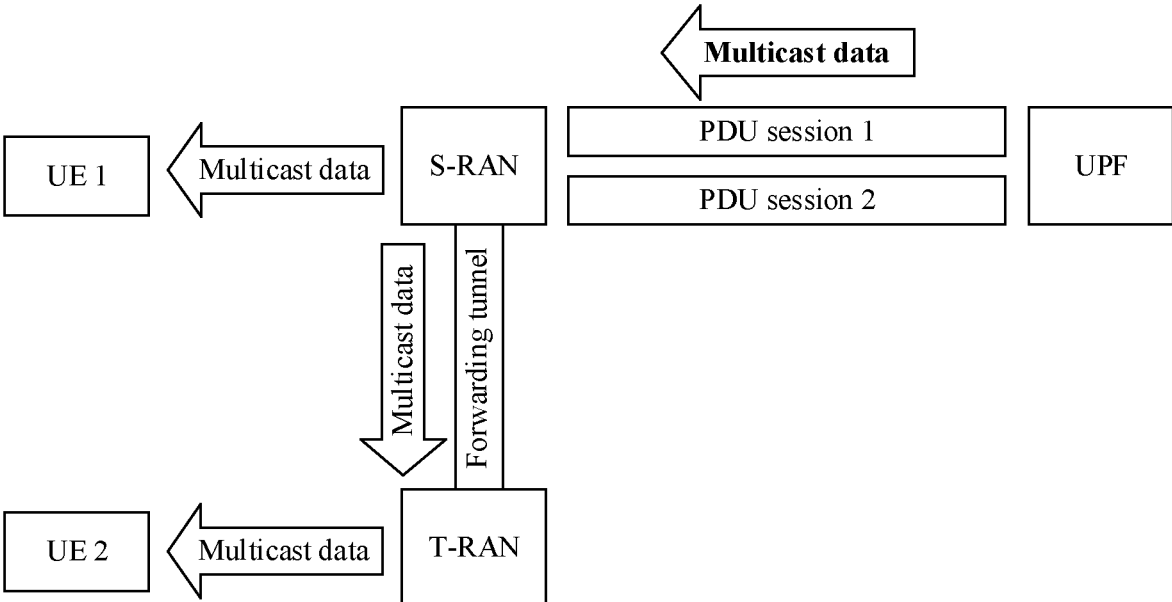 Multicast data
PDU session 1
UE 1
Multicast data
S-RAN
UPF
PDU session 2
Multicast data
Forwarding tunnel
UE 2
Multicast data
T-RAN